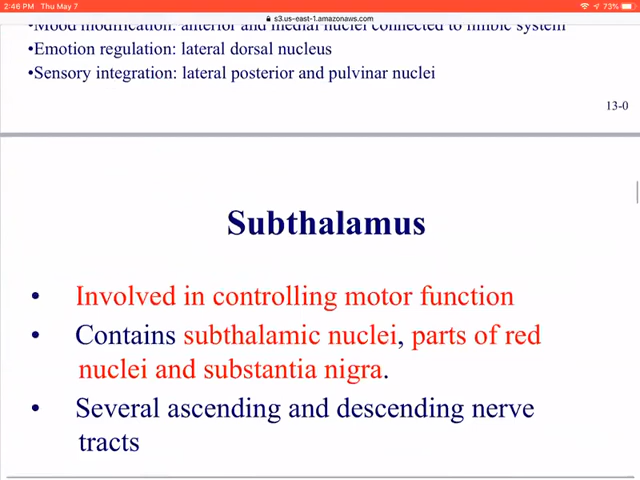 2:46 PM Thu May 7
73%
s3.us-east-1.amazonaws.com
•Mood modification: anterior and medial nuclei connected to limbic system
•Emotion regulation: lateral dorsal nucleus
•Sensory integration: lateral posterior and pulvinar nuclei
13-0
Subthalamus
• Involved in controlling motor function
• Contains subthalamic nuclei, parts of red
nuclei and substantia nigra.
• Several ascending and descending nerve
tracts